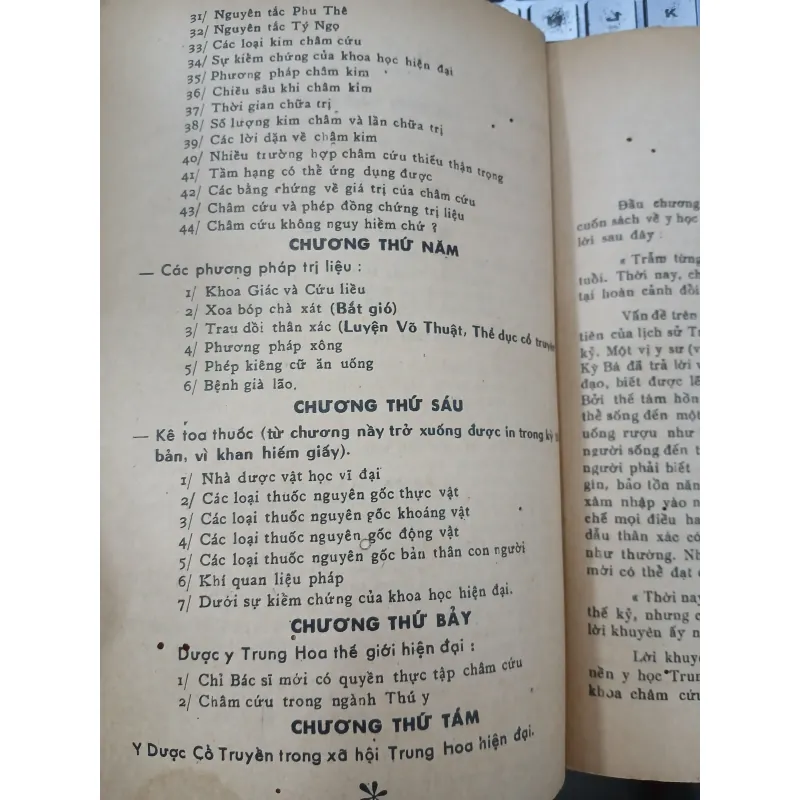 31/ Nguyên tắc Phu Thê
32/ Nguyên tắc Tý Ngọ
33/ Các loại kim châm cứu
34/ Sự kiểm chứng của khoa học hiện đại
35/ Phương pháp châm kim
36/ Chiều sâu khi châm kim
37/ Thời gian chữa trị
38/ Số lượng kim châm và lần chữa trị
39/ Các lời dặn về châm kim
40/ Nhiều trường hợp châm cứu thiếu thận trọng
41/ Tầm hạng có thể ứng dụng được
42/ Các bằng chứng về giá trị của châm cứu
43/ Châm cứu và phép đồng chứng trị liệu
44/ Châm cứu không nguy hiểm chứ ?
CHƯƠNG THỨ NĂM
— Các phương pháp trị liệu :
1/ Khoa Giác và Cứu liều
2/ Xoa bóp chà xát (Bắt gió)
3/ Trau dồi thân xác (Luyện Võ Thuật, Thể dục cổ truyền
4/ Phương pháp xông
5/ Phép kiêng cữ ăn uống
6/ Bệnh già lão.
CHƯƠNG THỨ SÁU
— Kê toa thuốc (từ chương nầy trở xuống được in trong kỳ
bản, vì khan hiếm giấy).
1/ Nhà dược vật học vĩ đại
2/ Các loại thuốc nguyên gốc thực vật
3/ Các loại thuốc nguyên gốc khoáng vật
4/ Các loại thuốc nguyên gốc động vật
5/ Các loại thuốc nguyên gốc bản thân con người
6/ Khí quan liệu pháp
7/ Dưới sự kiểm chứng của khoa học hiện đại.
CHƯƠNG THỨ BẢY
Dược y Trung Hoa thế giới hiện đại :
1/ Chỉ Bác sĩ mới có quyền thực tập châm cứu
2/ Châm cứu trong ngành Thú y
CHƯƠNG THỨ TÁM
Y Dược Cổ Truyền trong xã hội Trung Hoa hiện đại.
Đầu chương
cuốn sách về y học
lời sau đây :
« Trẫm từng
tuổi. Thời nay, ch
tại hoàn cảnh đổi
Vấn đề trên
tiên của lịch sử Tr
kỷ. Một vị y sư (v
Kỳ Bá đã trả lời v
đạo, biết được lẽ
Bởi thế tâm hồn
thể sống đến một
uống rượu như
người sống đến t
người phải biết
gìn, bảo tồn năn
xâm nhập vào n
chế mọi điều ha
dầu thân xác có
như thường. Nh
mới có thể đạt
« Thời nay
thế kỷ, nhưng c
lời khuyên ấy n
Lời khuyê
nền y học Trun
khoa châm cứu